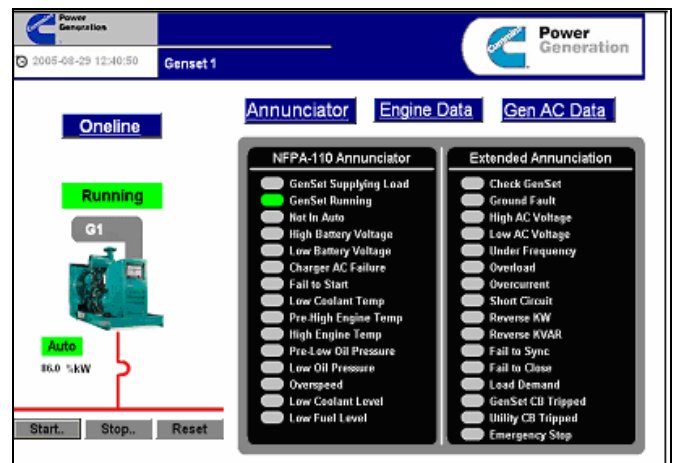 Power
Generation
Cummins
Power
Generation
2005-08-29 12:40:50
Genset 1
Annunciator
Engine Data
Gen AC Data
Oneline
Running
G1
Auto
86.0 %kW
Start..
Stop..
Reset
NFPA-110 Annunciator
GenSet Supplying Load
GenSet Running
Not In Auto
High Battery Voltage
Low Battery Voltage
Charger AC Failure
Fail to Start
Low Coolant Temp
Pre-High Engine Temp
High Engine Temp
Pre-Low Oil Pressure
Low Oil Pressure
Overspeed
Low Coolant Level
Low Fuel Level
Extended Annunciation
Check GenSet
Ground Fault
High AC Voltage
Low AC Voltage
Under Frequency
Overload
Overcurrent
Short Circuit
Reverse KW
Reverse KVAR
Fail to Sync
Fail to Close
Load Demand
GenSet CB Tripped
Utility CB Tripped
Emergency Stop